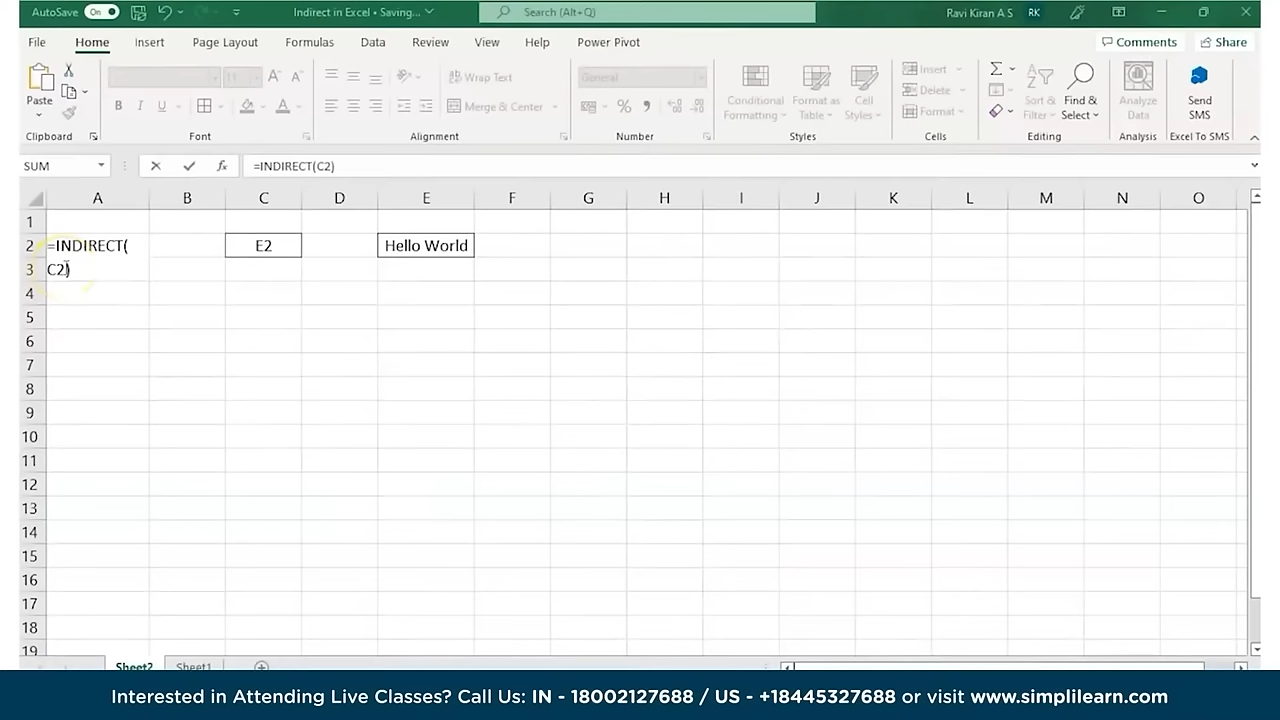 AutoSave On Indirect in Excel • Saving... Search (Alt+Q) Ravi Kiran A S RK
File Home Insert Page Layout Formulas Data Review View Help Power Pivot Comments Share
Paste
11 A A
Wrap Text
General
Conditional Formatting
Format as Table
Cell Styles
Insert
Delete
Format
Sort & Filter
Find & Select
Analyze Data
Send SMS
B I U A
Merge & Center
% ,
Clipboard Font Alignment Number Styles Cells Editing Analysis Excel To SMS
SUM fx =INDIRECT(C2)
A B C D E F G H I J K L M N O
1
2 =INDIRECT( E2 Hello World
3 C2)
4
5
6
7
8
9
10
11
12
13
14
15
16
17
18
19
Sheet2 Sheet1
Interested in Attending Live Classes? Call Us: IN - 18002127688 / US - +18445327688 or visit www.simplilearn.com